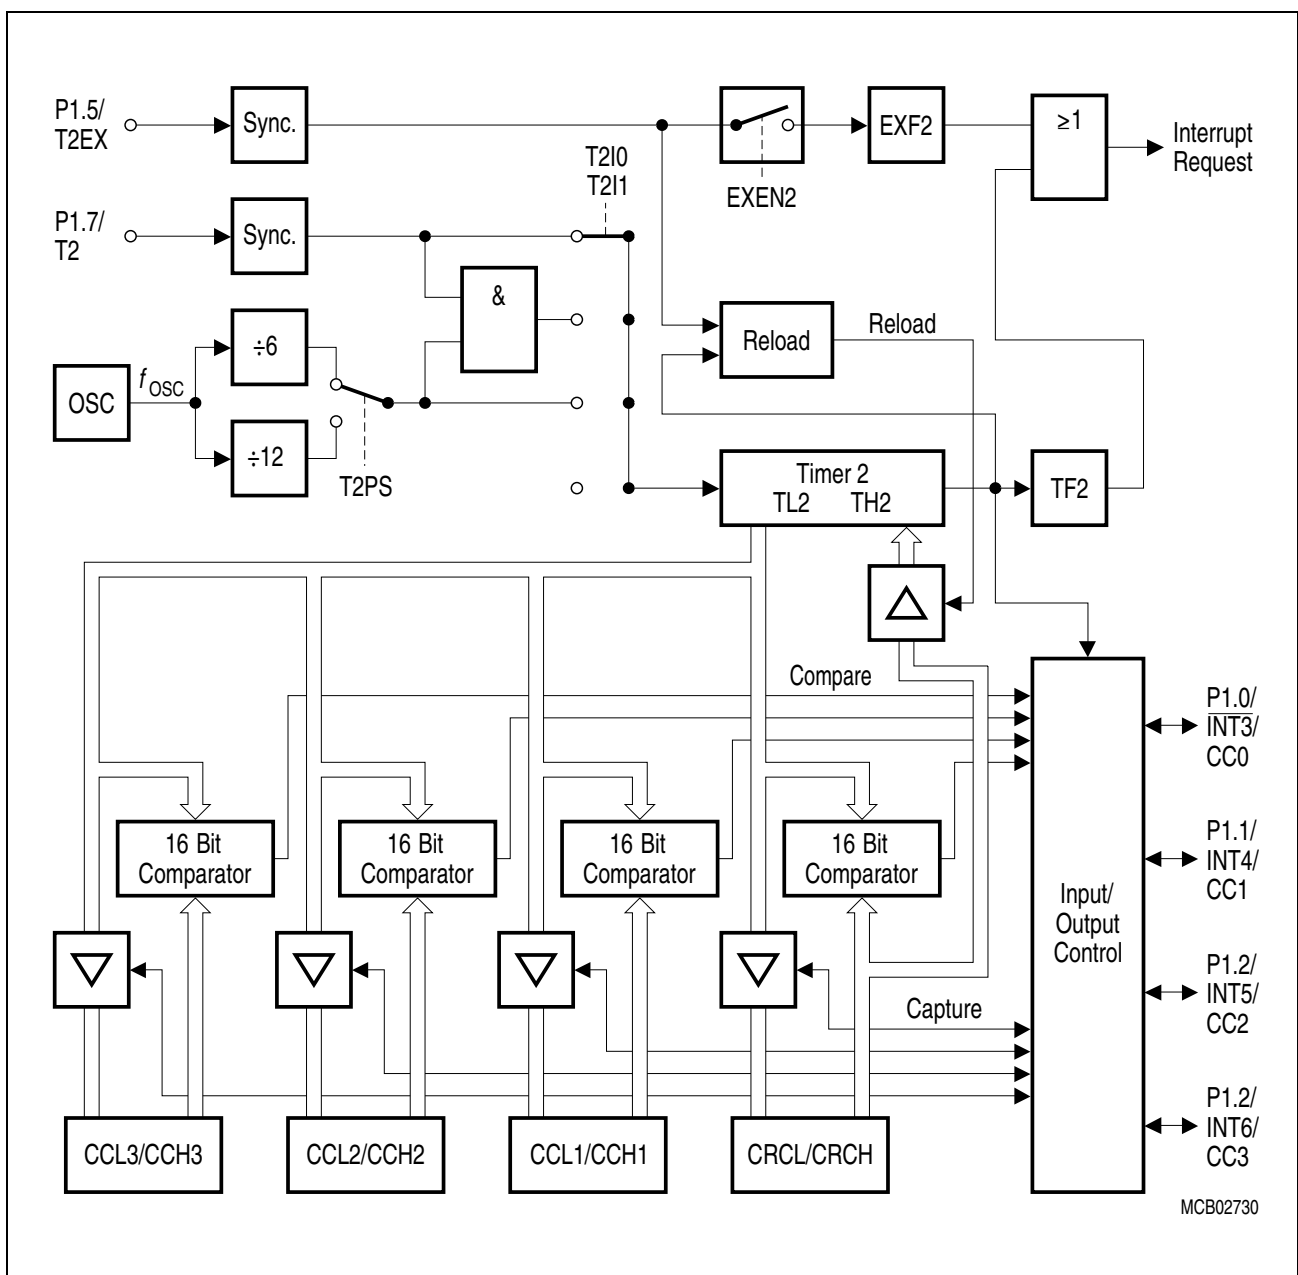 P1.5/
T2EX
Sync.
EXF2
≥1
Interrupt
Request
EXEN2
T2I0
T2I1
P1.7/
T2
Sync.
&
÷6
Reload
Reload
OSC
f OSC
÷12
T2PS
Timer 2
TL2 TH2
TF2
Compare
P1.0/
INT3/
CC0
16 Bit
Comparator
16 Bit
Comparator
16 Bit
Comparator
16 Bit
Comparator
P1.1/
INT4/
CC1
Input/
Output
Control
P1.2/
INT5/
CC2
Capture
P1.2/
INT6/
CC3
CCL3/CCH3
CCL2/CCH2
CCL1/CCH1
CRCL/CRCH
MCB02730